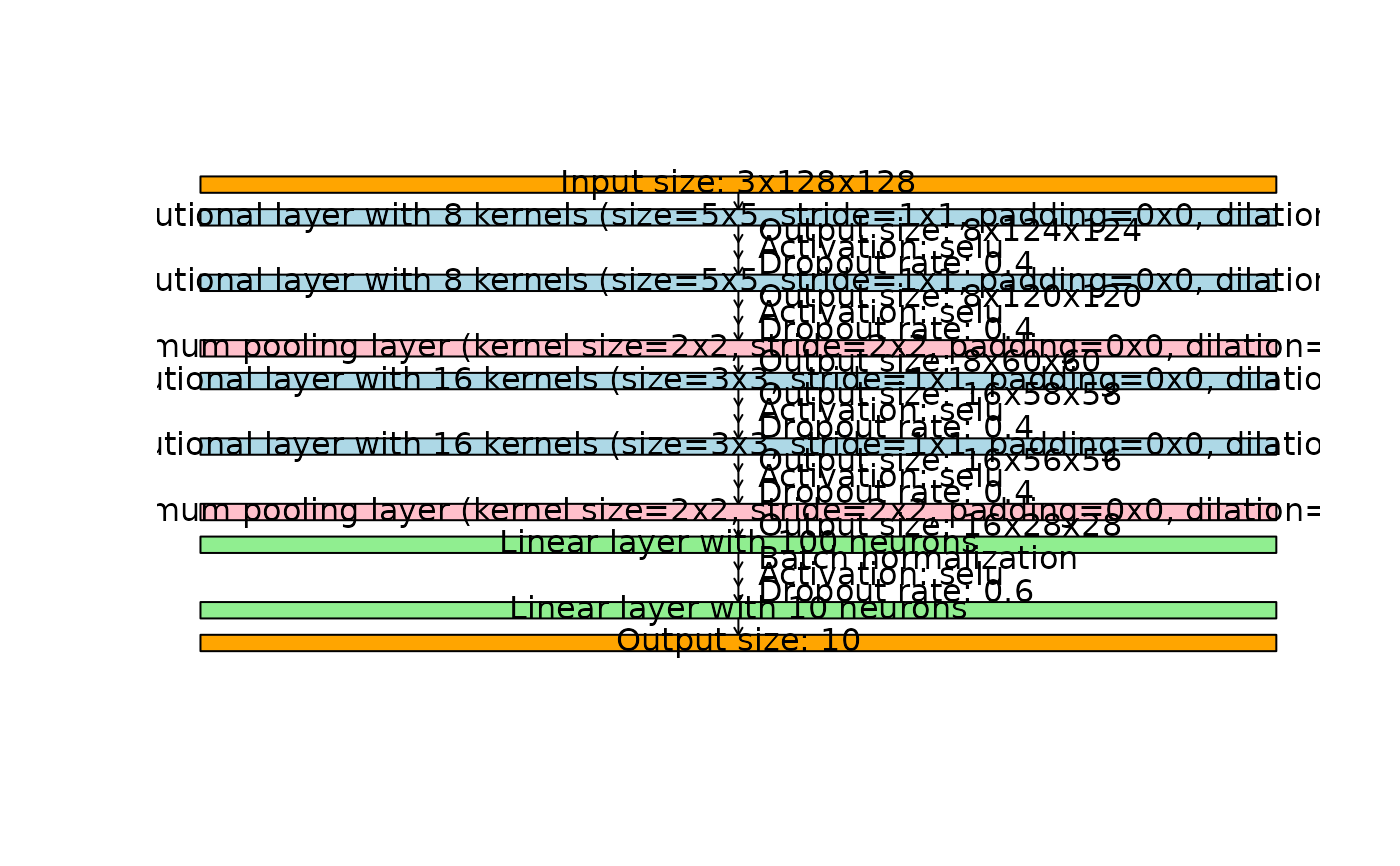 Input size: 3x128x128
utional layer with 8 kernels (size=5x5, stride=1x1, padding=0x0, dilation
Output size: 8x124x124
Activation: selu
Dropout rate: 0.4
utional layer with 8 kernels (size=5x5, stride=1x1, padding=0x0, dilation
Output size: 8x120x120
Activation: selu
Dropout rate: 0.4
mum pooling layer (kernel size=2x2, stride=2x2, padding=0x0, dilation=
Output size: 8x60x60
utional layer with 16 kernels (size=3x3, stride=1x1, padding=0x0, dilatio
Output size: 16x58x58
Activation: selu
Dropout rate: 0.4
utional layer with 16 kernels (size=3x3, stride=1x1, padding=0x0, dilatio
Output size: 16x56x56
Activation: selu
Dropout rate: 0.4
mum pooling layer (kernel size=2x2, stride=2x2, padding=0x0, dilation=
Output size: 16x28x28
Linear layer with 100 neurons
Batch normalization
Activation: selu
Dropout rate: 0.6
Linear layer with 10 neurons
Output size: 10